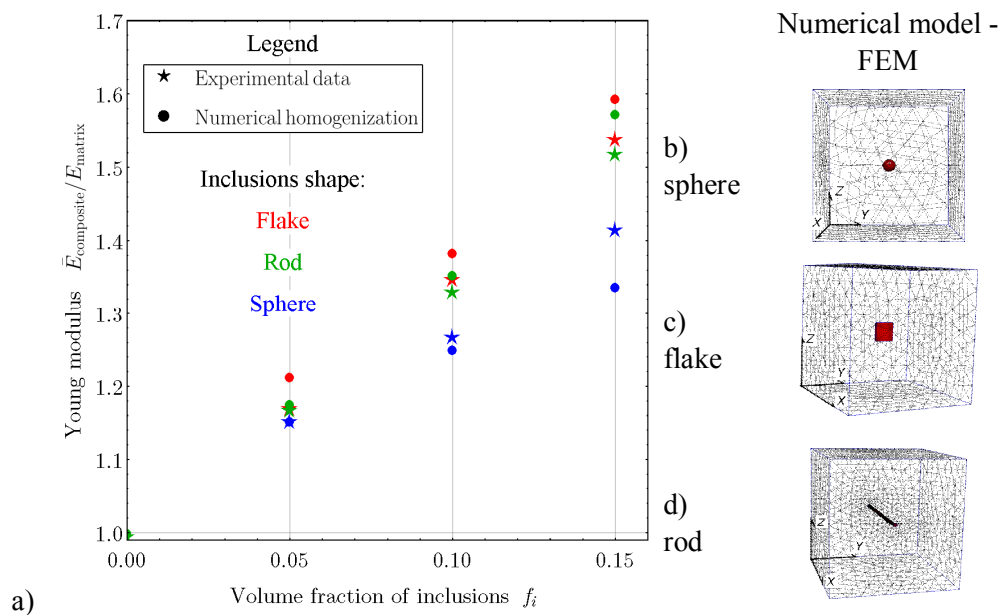 1.7
1.6
1.5
1.4
1.3
1.2
1.1
1.0
Young modulus Ē_composite/E_matrix
Legend
Experimental data
Numerical homogenization
Inclusions shape:
Flake
Rod
Sphere
0.00 0.05 0.10 0.15
Volume fraction of inclusions f_i
a)
Numerical model -
FEM
b)
sphere
Z
X Y
c)
flake
Z
Y
X
d)
rod
Z
Y
X